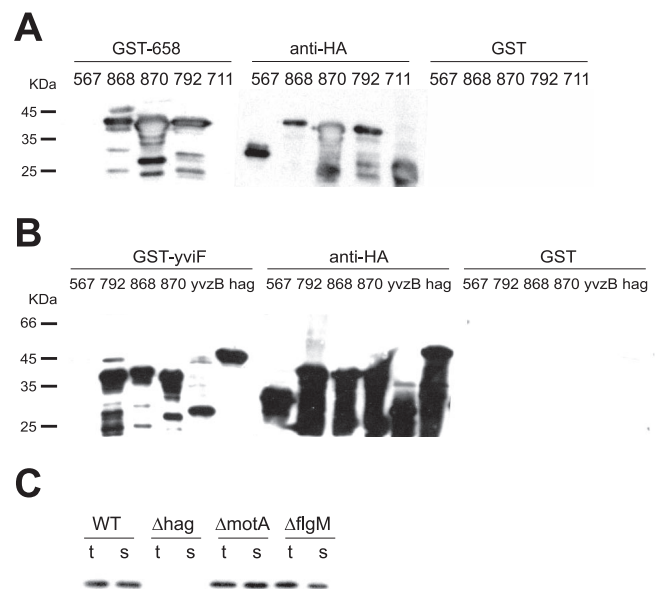 A
GST-658 anti-HA GST
KDa 567 868 870 792 711 567 868 870 792 711 567 868 870 792 711
45
35
25
B
GST-yviF anti-HA GST
567 792 868 870 yvzB hag 567 792 868 870 yvzB hag 567 792 868 870 yvzB hag
KDa
66
45
35
25
C
WT Δhag ΔmotA ΔflgM
t s t s t s t s